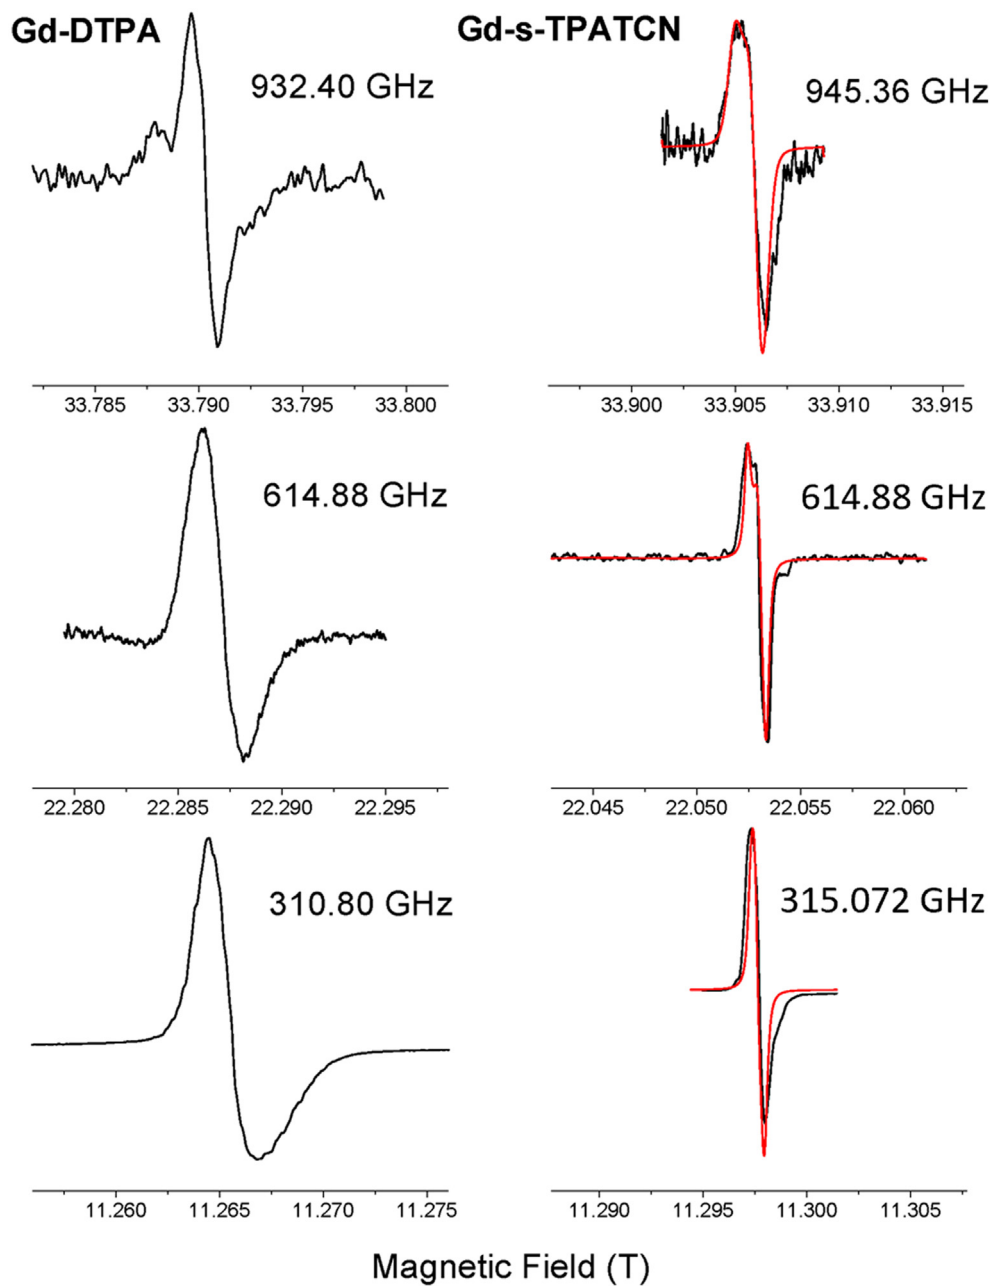 Gd-DTPA
Gd-s-TPATCN
932.40 GHz
945.36 GHz
33.785 33.790 33.795 33.800
33.900 33.905 33.910 33.915
614.88 GHz
614.88 GHz
22.280 22.285 22.290 22.295
22.045 22.050 22.055 22.060
310.80 GHz
315.072 GHz
11.260 11.265 11.270 11.275
11.290 11.295 11.300 11.305
Magnetic Field (T)